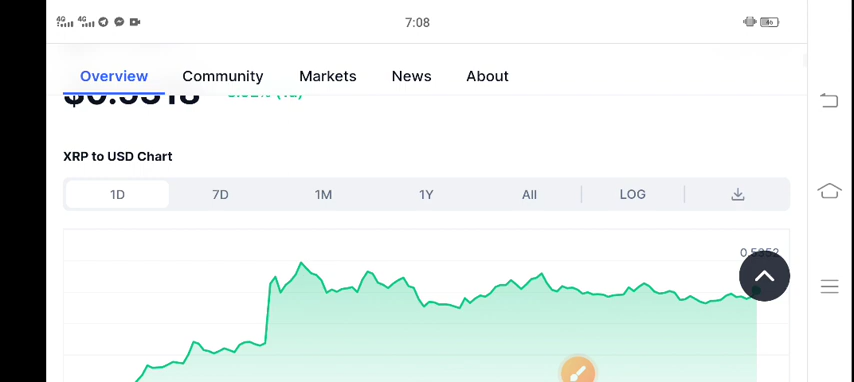 7:08
Overview Community Markets News About
XRP to USD Chart
1D 7D 1M 1Y All LOG